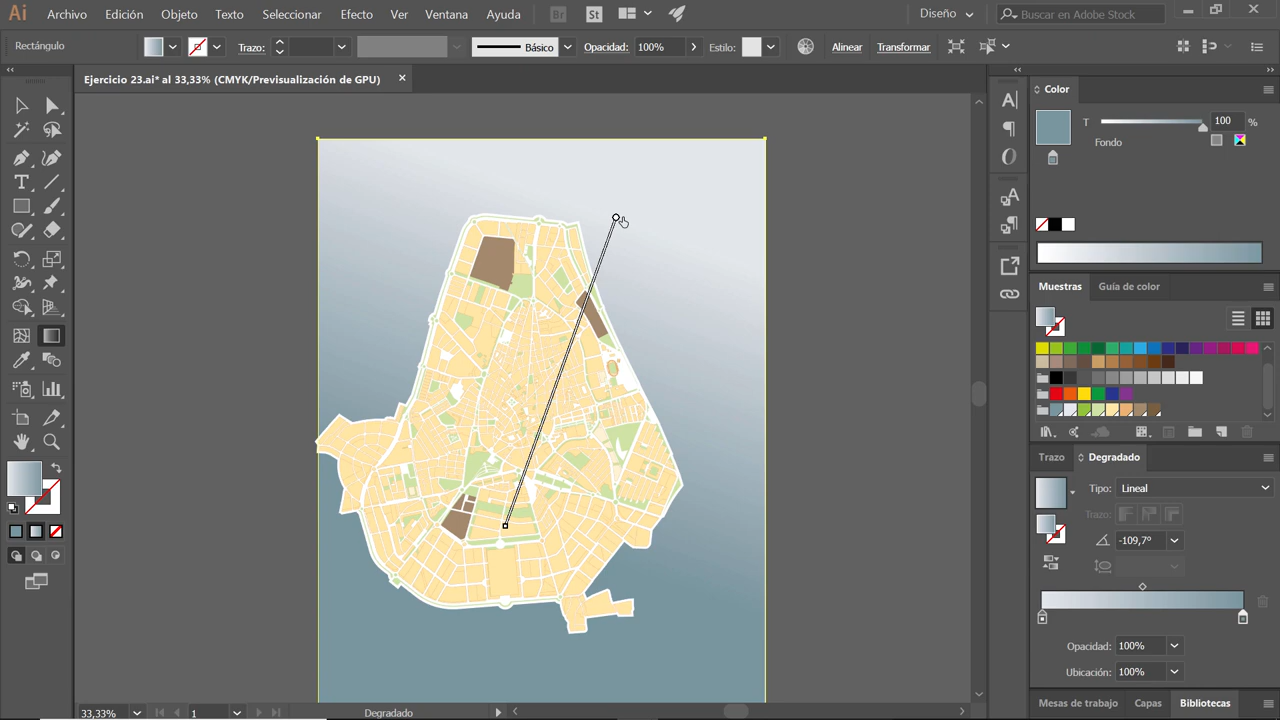 Ai Archivo Edición Objeto Texto Seleccionar Efecto Ver Ventana Ayuda Br St Diseño Buscar en Adobe Stock
Rectángulo Trazo: Básico Opacidad: 100% Estilo: Alinear Transformar
Ejercicio 23.ai* al 33,33% (CMYK/Previsualización de GPU)
Color
T 100 %
Fondo
Muestras Guía de color
Trazo Degradado
Tipo: Lineal
Trazo:
-109,7°
Opacidad: 100%
Ubicación: 100%
Mesas de trabajo Capas Bibliotecas
33,33% 1 Degradado